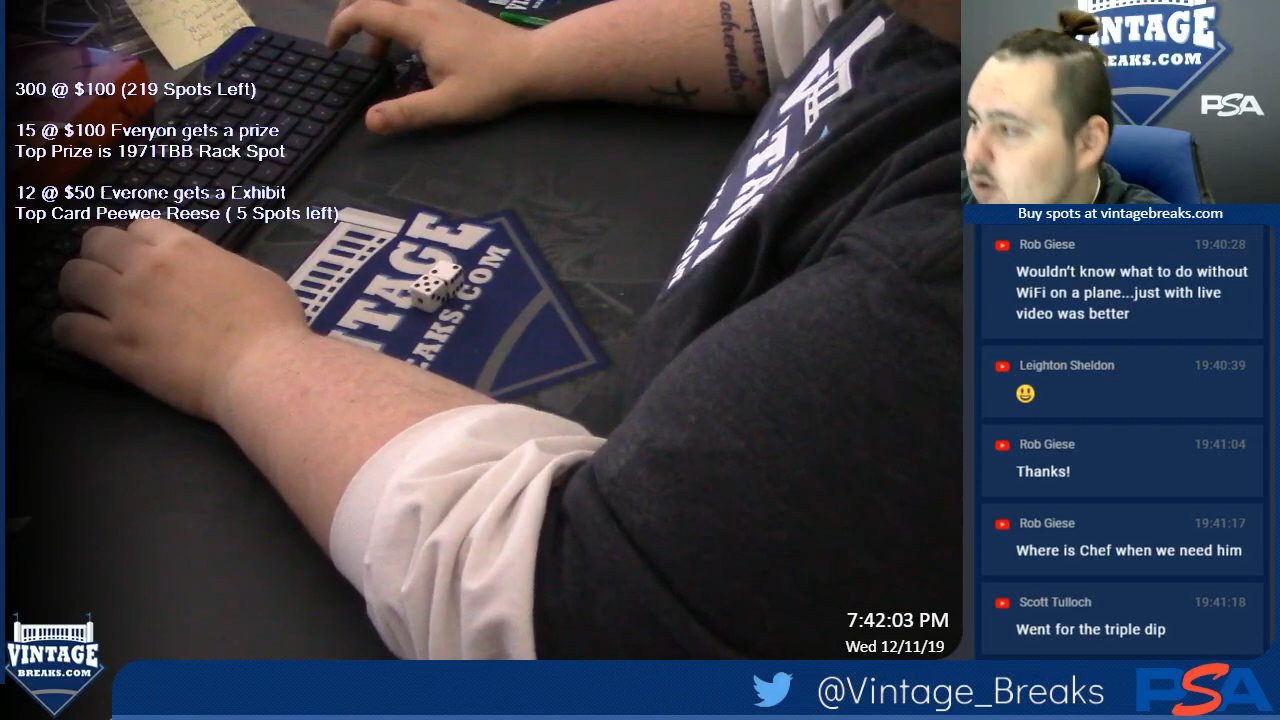 300 @ $100 (219 Spots Left)
15 @ $100 Everyon gets a prize
Top Prize is 1971TBB Rack Spot
12 @ $50 Everone gets a Exhibit
Top Card Peewee Reese ( 5 Spots left)
VINTAGE
BREAKS.COM
PSA
Buy spots at vintagebreaks.com
Rob Giese 19:40:28
Wouldn't know what to do without
WiFi on a plane...just with live
video was better
Leighton Sheldon 19:40:39
😃
Rob Giese 19:41:04
Thanks!
Rob Giese 19:41:17
Where is Chef when we need him
Scott Tulloch 19:41:18
Went for the triple dip
7:42:03 PM
Wed 12/11/19
VINTAGE
BREAKS.COM
@Vintage_Breaks
PSA